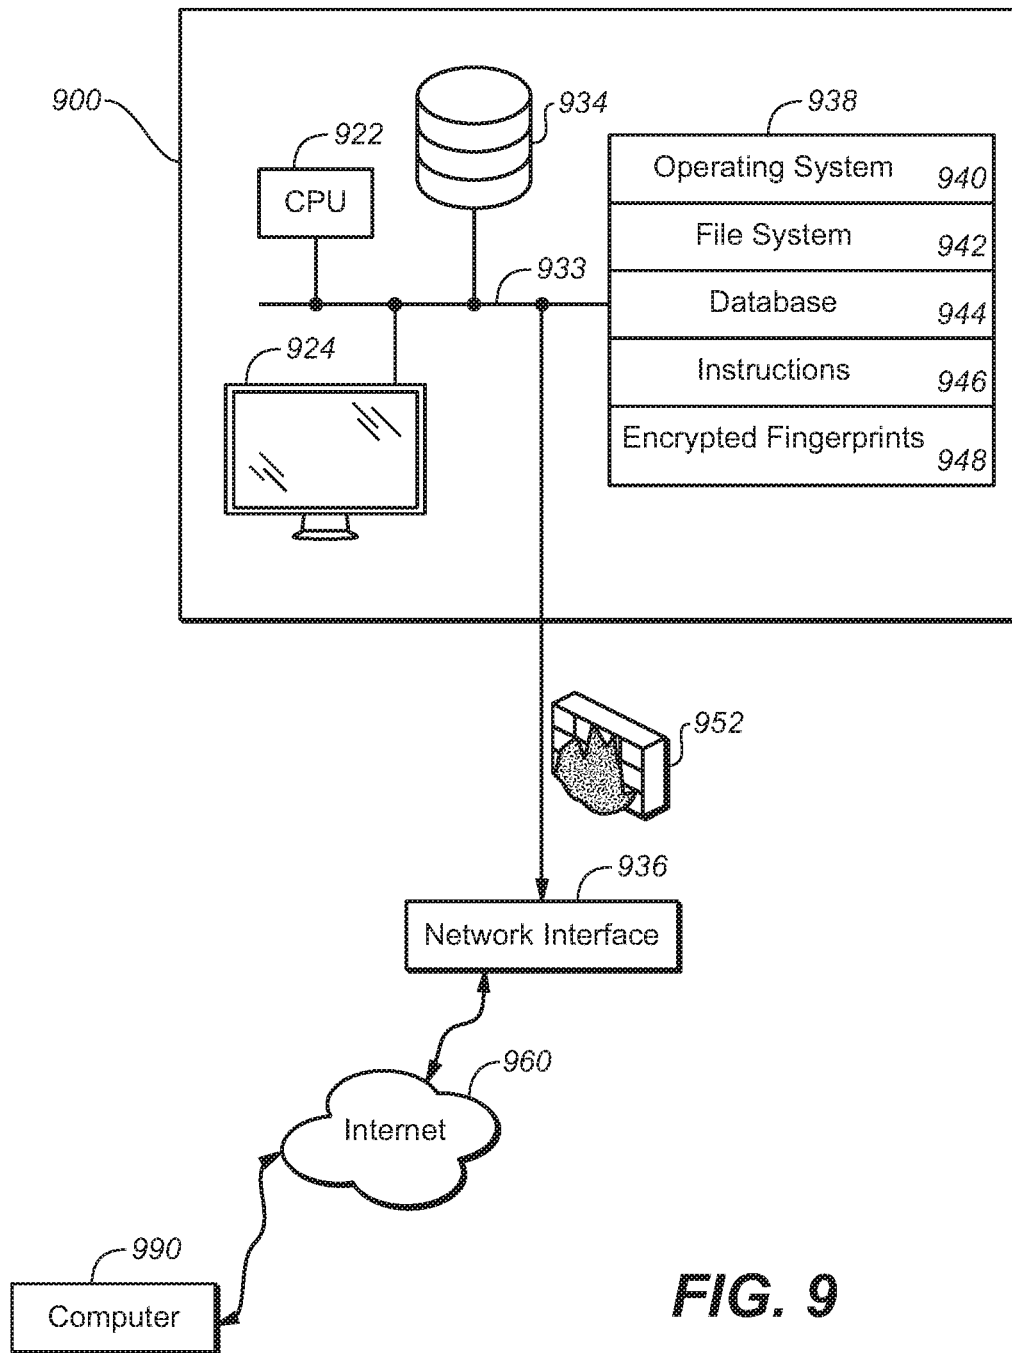 900
922
CPU
934
938
Operating System 940
File System 942
933
Database 944
924
Instructions 946
Encrypted Fingerprints 948
952
936
Network Interface
960
Internet
990
Computer
FIG. 9